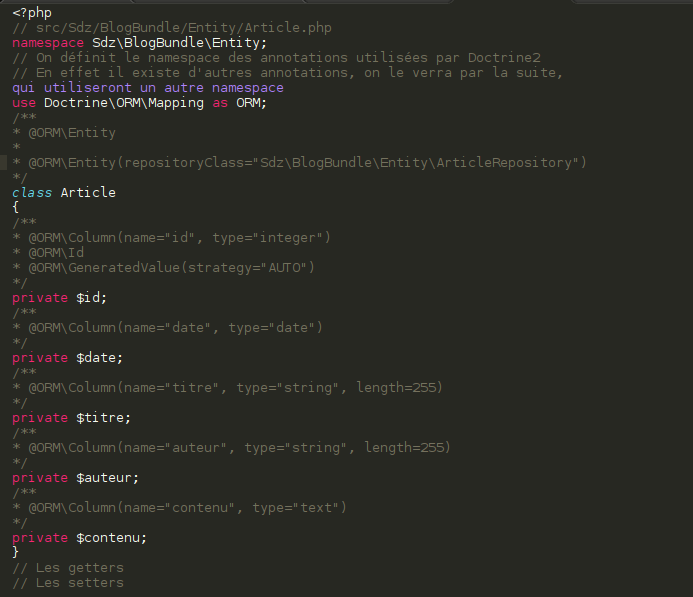 <?php
// src/Sdz/BlogBundle/Entity/Article.php
namespace Sdz\BlogBundle\Entity;
// On définit le namespace des annotations utilisées par Doctrine2
// En effet il existe d'autres annotations, on le verra par la suite,
qui utiliseront un autre namespace
use Doctrine\ORM\Mapping as ORM;
/**
* @ORM\Entity
*
* @ORM\Entity(repositoryClass="Sdz\BlogBundle\Entity\ArticleRepository")
*/
class Article
{
/**
* @ORM\Column(name="id", type="integer")
* @ORM\Id
* @ORM\GeneratedValue(strategy="AUTO")
*/
private $id;
/**
* @ORM\Column(name="date", type="date")
*/
private $date;
/**
* @ORM\Column(name="titre", type="string", length=255)
*/
private $titre;
/**
* @ORM\Column(name="auteur", type="string", length=255)
*/
private $auteur;
/**
* @ORM\Column(name="contenu", type="text")
*/
private $contenu;
}
// Les getters
// Les setters